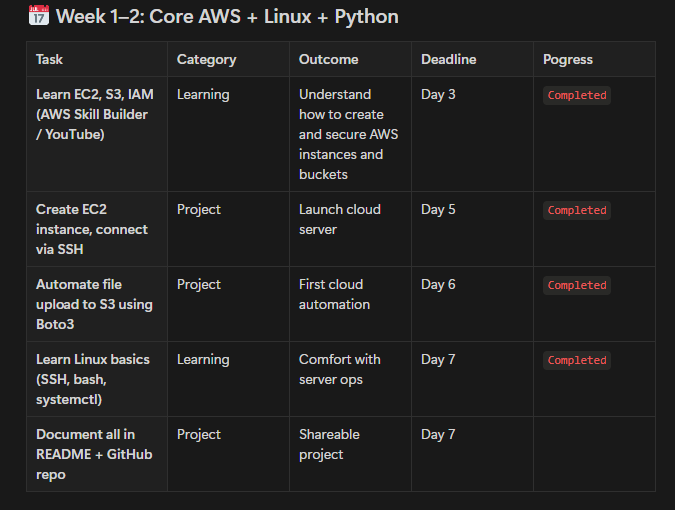 JUL 17 Week 1–2: Core AWS + Linux + Python
Task Category Outcome Deadline Pogress
Learn EC2, S3, IAM Learning Understand Day 3 Completed
(AWS Skill Builder how to create
/ YouTube) and secure AWS
instances and
buckets
Create EC2 Project Launch cloud Day 5 Completed
instance, connect server
via SSH
Automate file Project First cloud Day 6 Completed
upload to S3 using automation
Boto3
Learn Linux basics Learning Comfort with Day 7 Completed
(SSH, bash, server ops
systemctl)
Document all in Project Shareable Day 7
README + GitHub project
repo